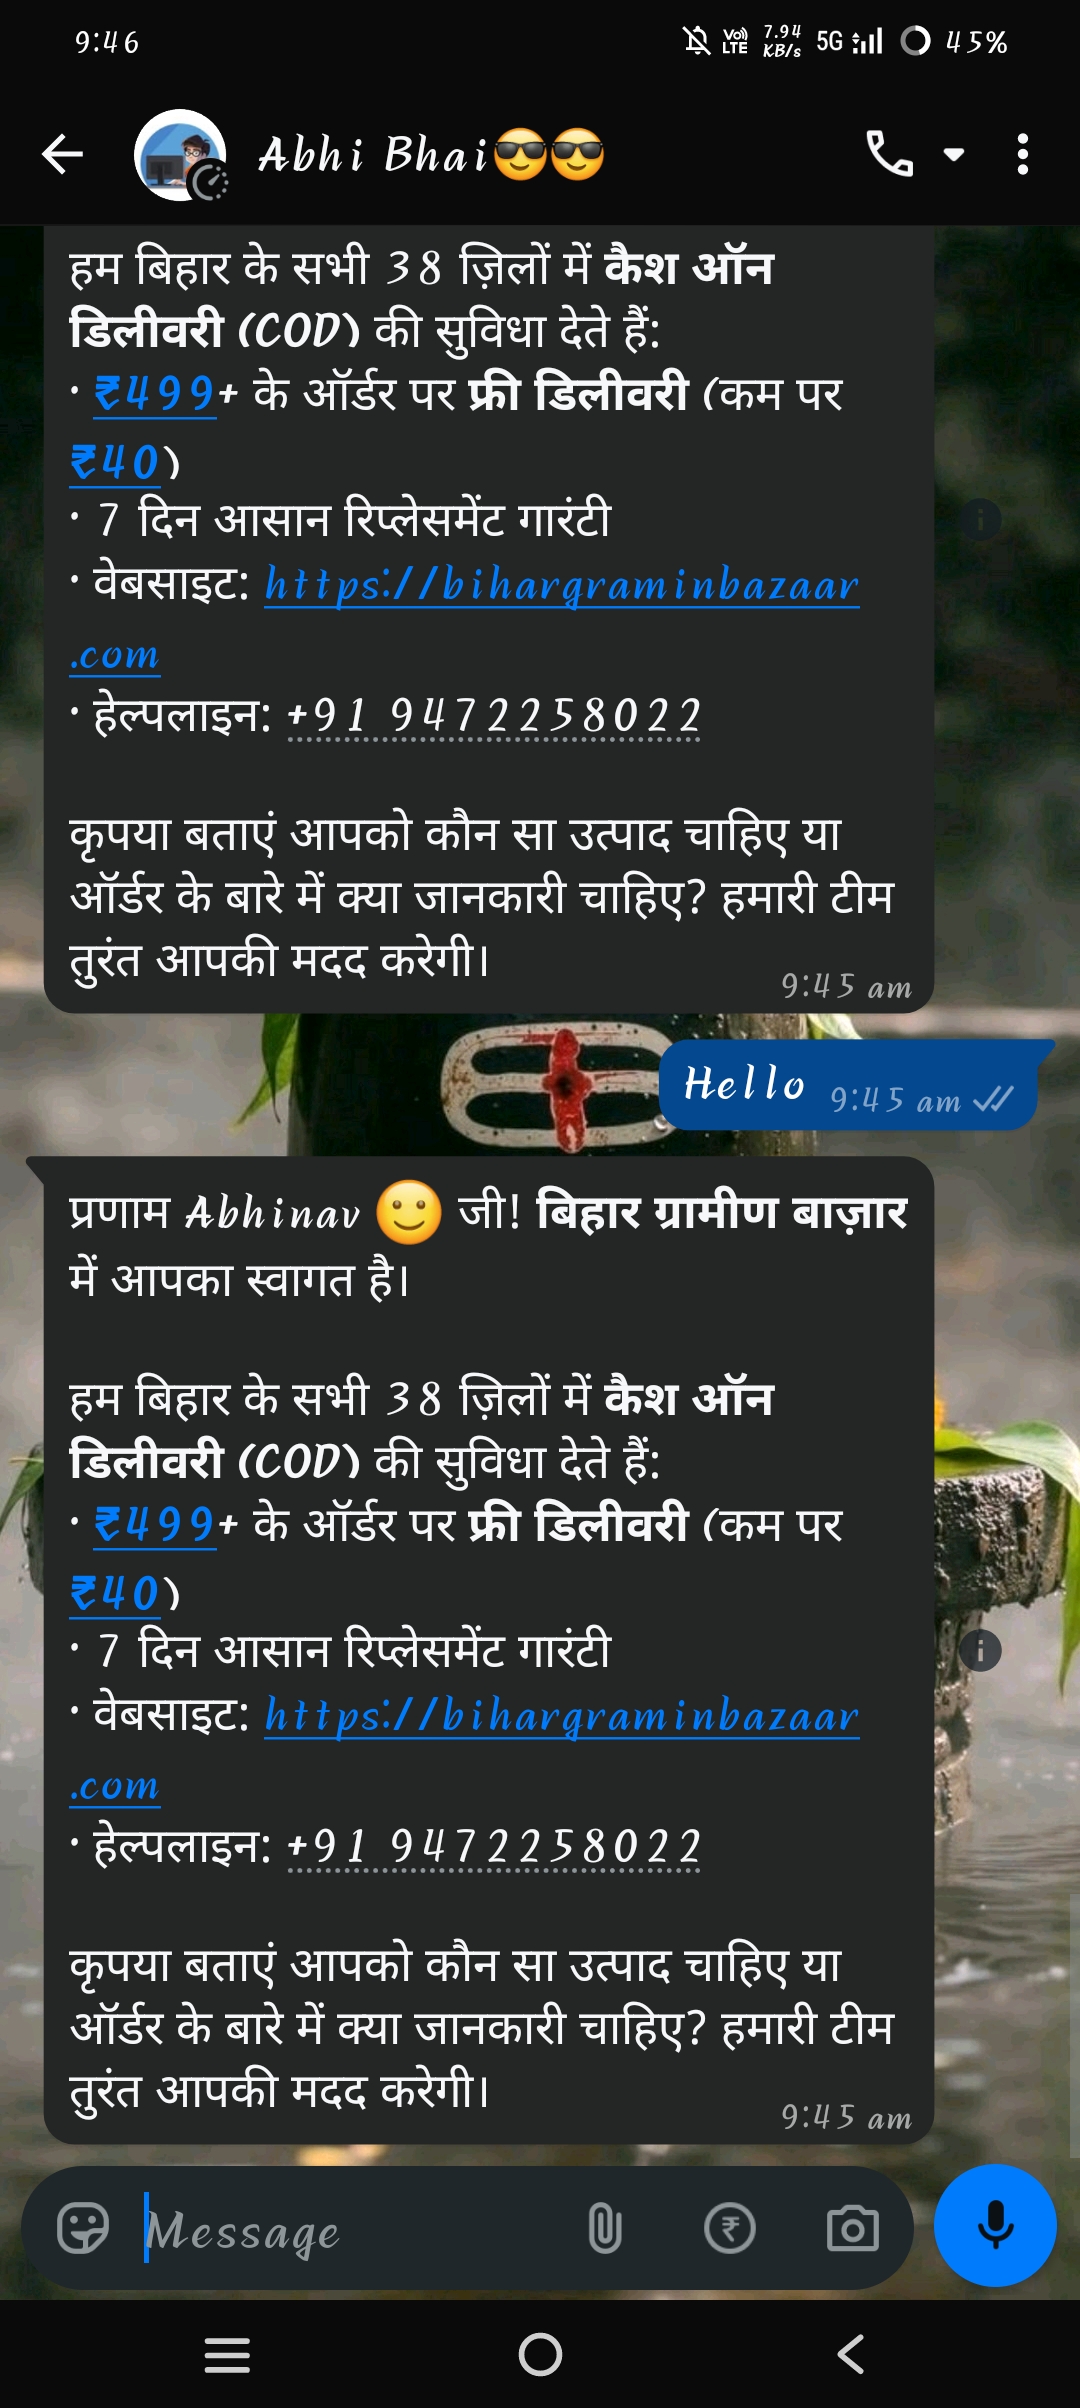 9:46
Vo)) LTE 7.94 KB/s 5G 45%
Abhi Bhai😎😎
हम बिहार के सभी 38 ज़िलों में कैश ऑन
डिलीवरी (COD) की सुविधा देते हैं:
· ₹499+ के ऑर्डर पर फ्री डिलीवरी (कम पर
₹40)
· 7 दिन आसान रिप्लेसमेंट गारंटी
· वेबसाइट: https://bihargraminbazaar
.com
· हेल्पलाइन: +91 9472258022
कृपया बताएं आपको कौन सा उत्पाद चाहिए या
ऑर्डर के बारे में क्या जानकारी चाहिए? हमारी टीम
तुरंत आपकी मदद करेगी।
9:45 am
Hello 9:45 am
प्रणाम Abhinav 🙂 जी! बिहार ग्रामीण बाज़ार
में आपका स्वागत है।
हम बिहार के सभी 38 ज़िलों में कैश ऑन
डिलीवरी (COD) की सुविधा देते हैं:
· ₹499+ के ऑर्डर पर फ्री डिलीवरी (कम पर
₹40)
· 7 दिन आसान रिप्लेसमेंट गारंटी
· वेबसाइट: https://bihargraminbazaar
.com
· हेल्पलाइन: +91 9472258022
कृपया बताएं आपको कौन सा उत्पाद चाहिए या
ऑर्डर के बारे में क्या जानकारी चाहिए? हमारी टीम
तुरंत आपकी मदद करेगी।
9:45 am
Message